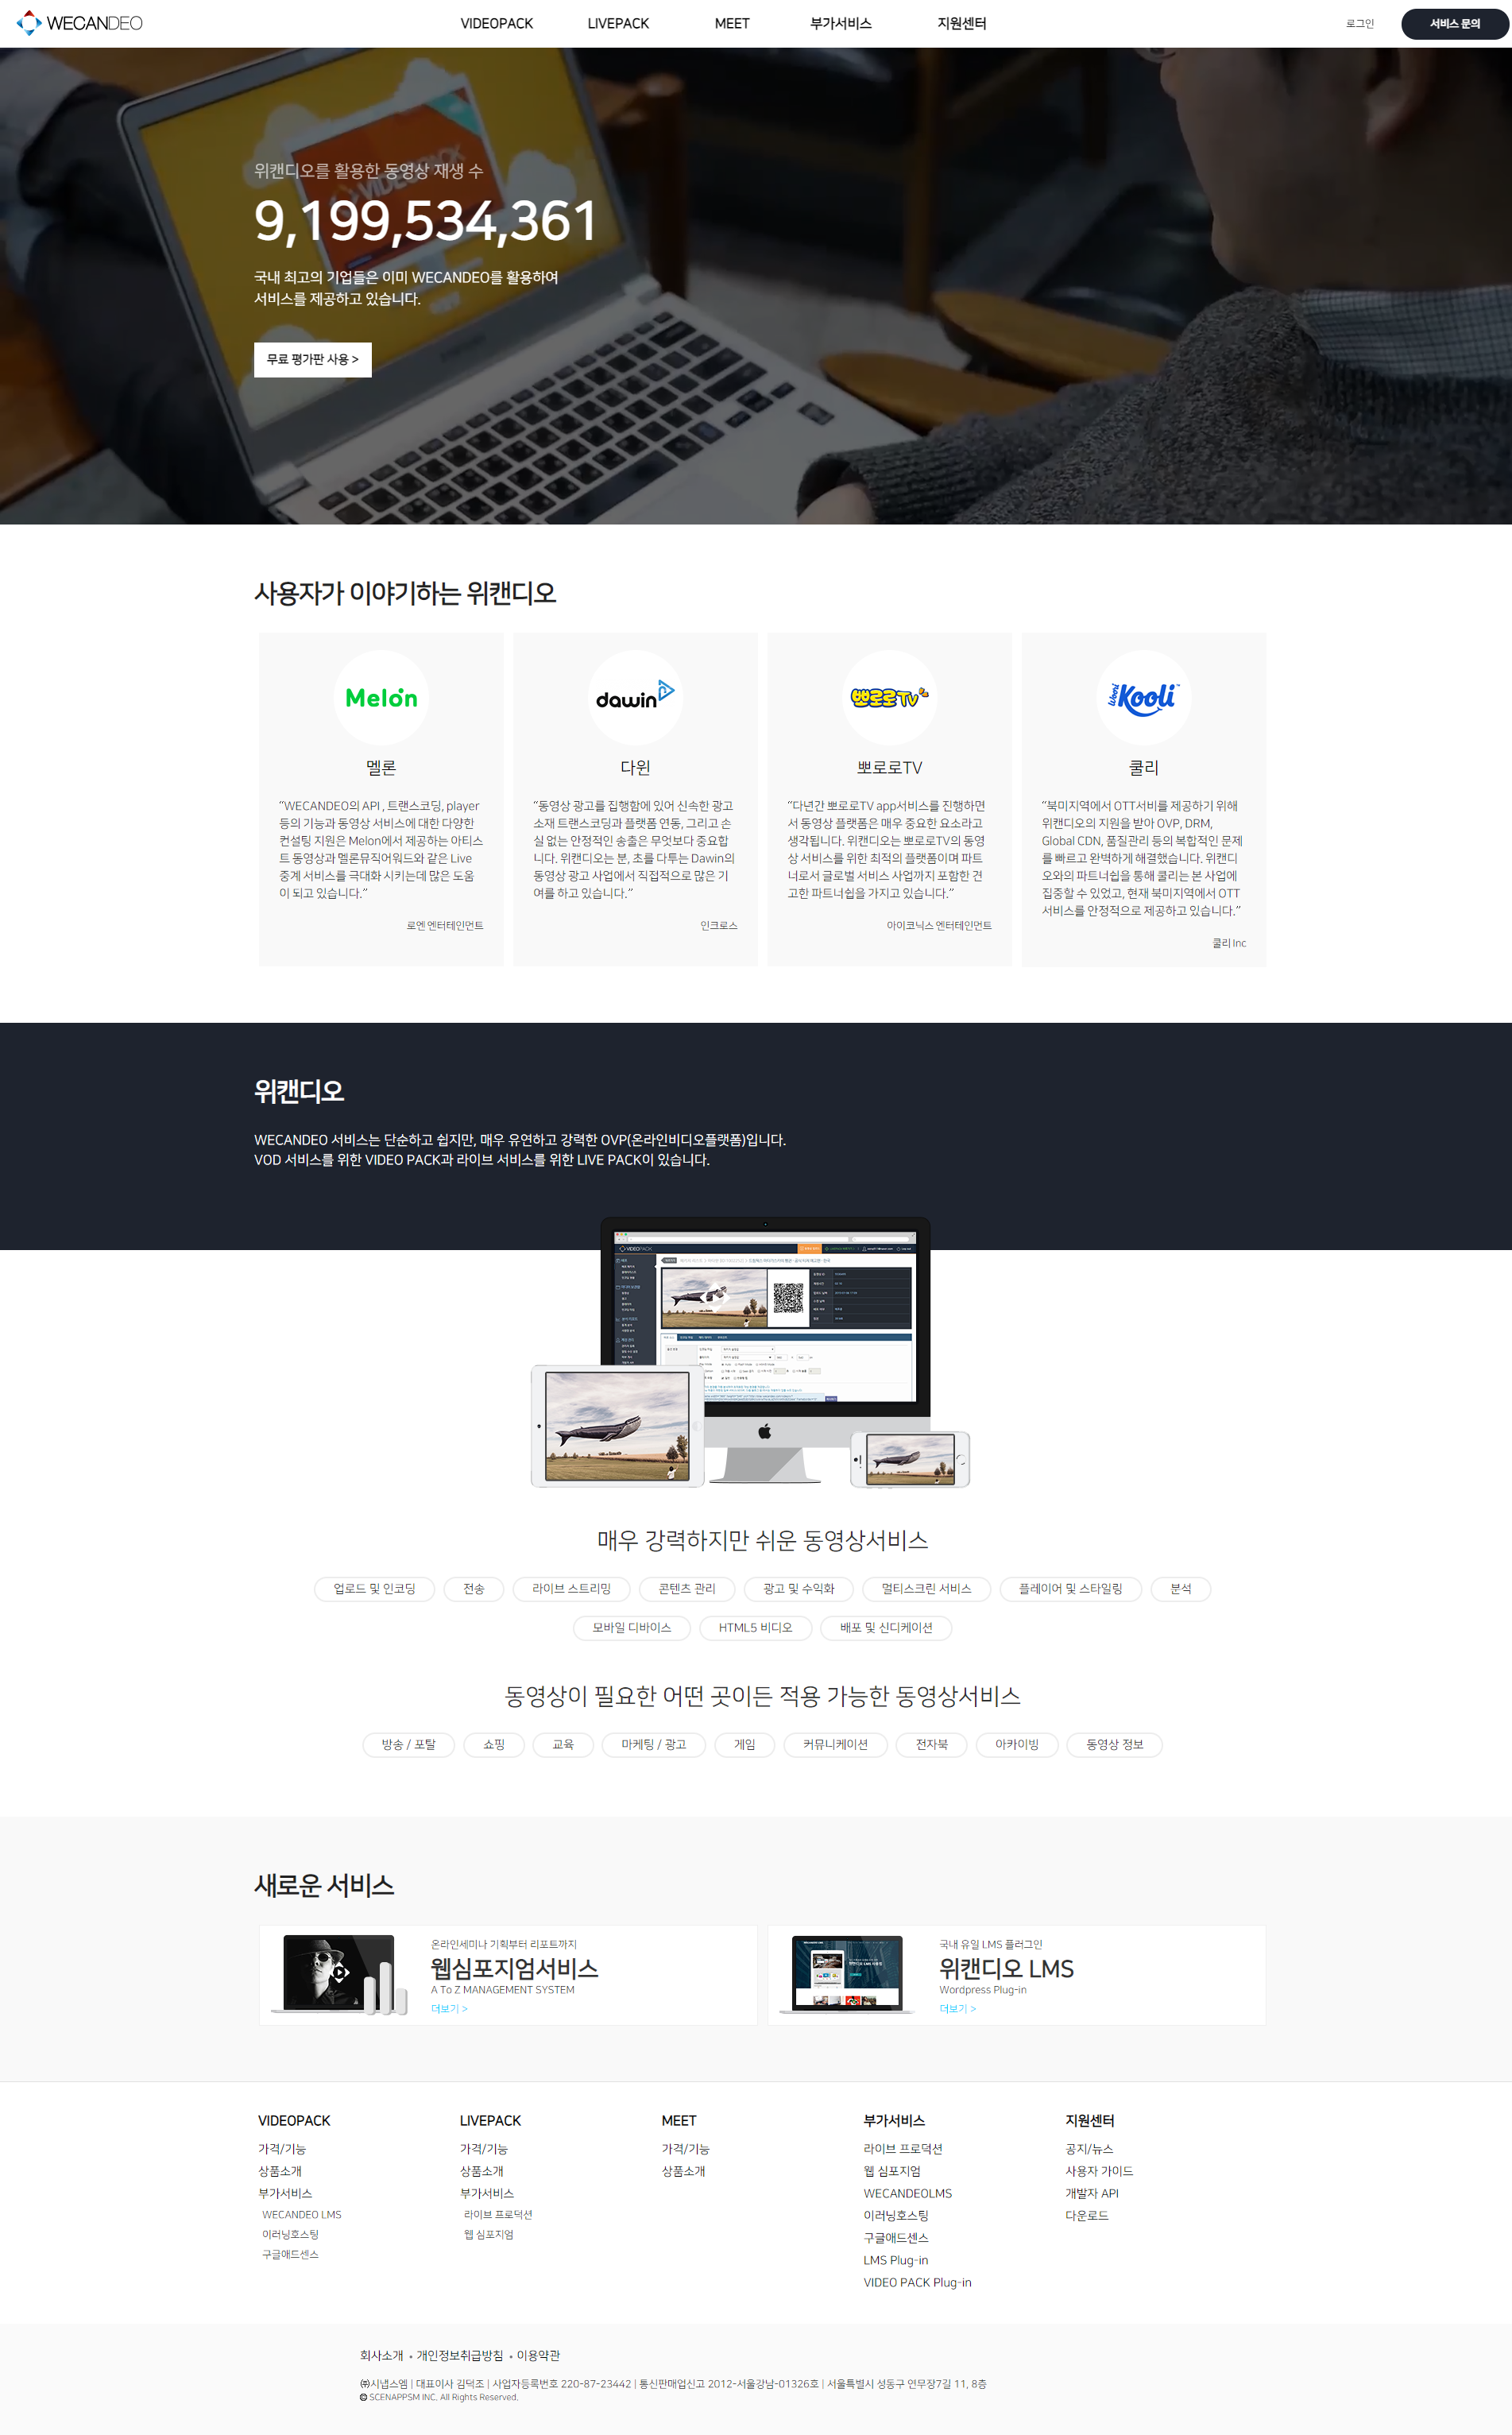 WECANDEO
VIDEOPACK
LIVEPACK
MEET
부가서비스
지원센터
로그인
서비스 문의
위캔디오를 활용한 동영상 재생 수
9,199,534,361
국내 최고의 기업들은 이미 WECANDEO를 활용하여
서비스를 제공하고 있습니다.
무료 평가판 사용 >
사용자가 이야기하는 위캔디오
Melon
멜론
“WECANDEO의 API , 트랜스코딩, player
등의 기능과 동영상 서비스에 대한 다양한
컨설팅 지원은 Melon에서 제공하는 아티스
트 동영상과 멜론뮤직어워드와 같은 Live
중계 서비스를 극대화 시키는데 많은 도움
이 되고 있습니다.”
로엔 엔터테인먼트
dawin
다윈
“동영상 광고를 집행함에 있어 신속한 광고
소재 트랜스코딩과 플랫폼 연동, 그리고 손
실 없는 안정적인 송출은 무엇보다 중요합
니다. 위캔디오는 분, 초를 다투는 Dawin의
동영상 광고 사업에서 직접적으로 많은 기
여를 하고 있습니다.”
인크로스
뽀로로TV
뽀로로TV
“다년간 뽀로로TV app서비스를 진행하면
서 동영상 플랫폼은 매우 중요한 요소라고
생각됩니다. 위캔디오는 뽀로로TV의 동영
상 서비스를 위한 최적의 플랫폼이며 파트
너로서 글로벌 서비스 사업까지 포함한 견
고한 파트너쉽을 가지고 있습니다.”
아이코닉스 엔터테인먼트
Kooli
쿨리
“북미지역에서 OTT서비를 제공하기 위해
위캔디오의 지원을 받아 OVP, DRM,
Global CDN, 품질관리 등의 복합적인 문제
를 빠르고 완벽하게 해결했습니다. 위캔디
오와의 파트너쉽을 통해 쿨리는 본 사업에
집중할 수 있었고, 현재 북미지역에서 OTT
서비스를 안정적으로 제공하고 있습니다.”
쿨리 Inc
위캔디오
WECANDEO 서비스는 단순하고 쉽지만, 매우 유연하고 강력한 OVP(온라인비디오플랫폼)입니다.
VOD 서비스를 위한 VIDEO PACK과 라이브 서비스를 위한 LIVE PACK이 있습니다.
VIDEOPACK
매우 강력하지만 쉬운 동영상서비스
업로드 및 인코딩
전송
라이브 스트리밍
콘텐츠 관리
광고 및 수익화
멀티스크린 서비스
플레이어 및 스타일링
분석
모바일 디바이스
HTML5 비디오
배포 및 신디케이션
동영상이 필요한 어떤 곳이든 적용 가능한 동영상서비스
방송 / 포탈
쇼핑
교육
마케팅 / 광고
게임
커뮤니케이션
전자북
아카이빙
동영상 정보
새로운 서비스
온라인세미나 기획부터 리포트까지
웹심포지엄서비스
A To Z MANAGEMENT SYSTEM
더보기 >
국내 유일 LMS 플러그인
위캔디오 LMS
Wordpress Plug-in
더보기 >
VIDEOPACK
가격/기능
상품소개
부가서비스
WECANDEO LMS
이러닝호스팅
구글애드센스
LIVEPACK
가격/기능
상품소개
부가서비스
라이브 프로덕션
웹 심포지엄
MEET
가격/기능
상품소개
부가서비스
라이브 프로덕션
웹 심포지엄
WECANDEOLMS
이러닝호스팅
구글애드센스
LMS Plug-in
VIDEO PACK Plug-in
지원센터
공지/뉴스
사용자 가이드
개발자 API
다운로드
회사소개 • 개인정보취급방침 • 이용약관
㈜시냅스엠 | 대표이사 김덕조 | 사업자등록번호 220-87-23442 | 통신판매업신고 2012-서울강남-01326호 | 서울특별시 성동구 연무장7길 11, 8층
© SCENAPPSM INC. All Rights Reserved.